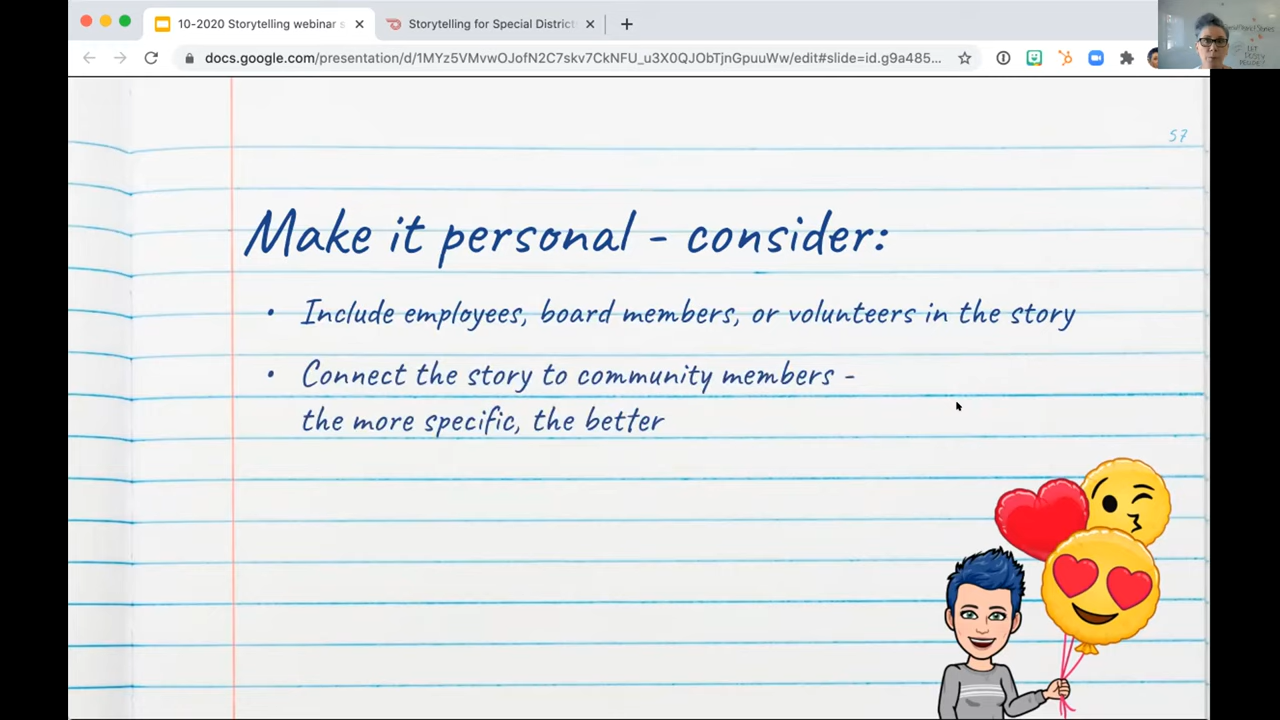 10-2020 Storytelling webinar s
Storytelling for Special District
docs.google.com/presentation/d/1MYz5VMvwOJofN2C7skv7CkNFU_u3X0QJObTjnGpuuWw/edit#slide=id.g9a485...
57
Make it personal - consider:
• Include employees, board members, or volunteers in the story
• Connect the story to community members -
the more specific, the better